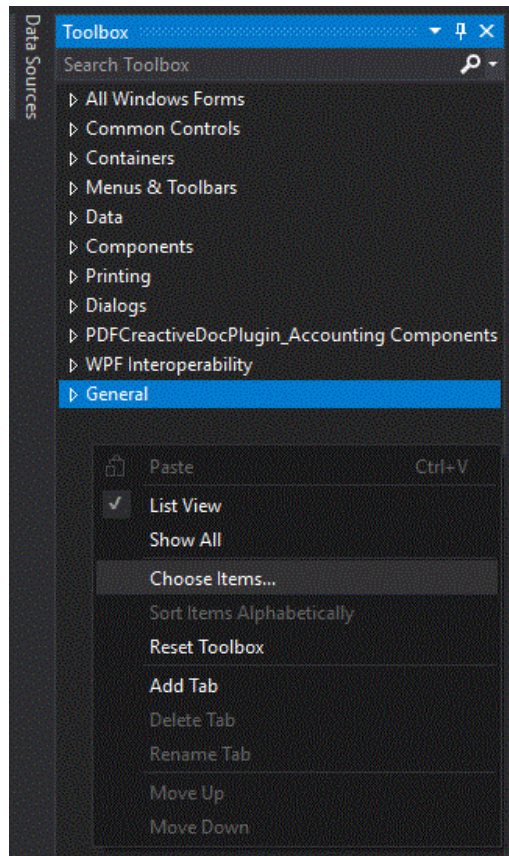 Data Sources
Toolbox
Search Toolbox
All Windows Forms
Common Controls
Containers
Menus & Toolbars
Data
Components
Printing
Dialogs
PDFCreactiveDocPlugin_Accounting Components
WPF Interoperability
General
Paste Ctrl+V
List View
Show All
Choose Items...
Sort Items Alphabetically
Reset Toolbox
Add Tab
Delete Tab
Rename Tab
Move Up
Move Down